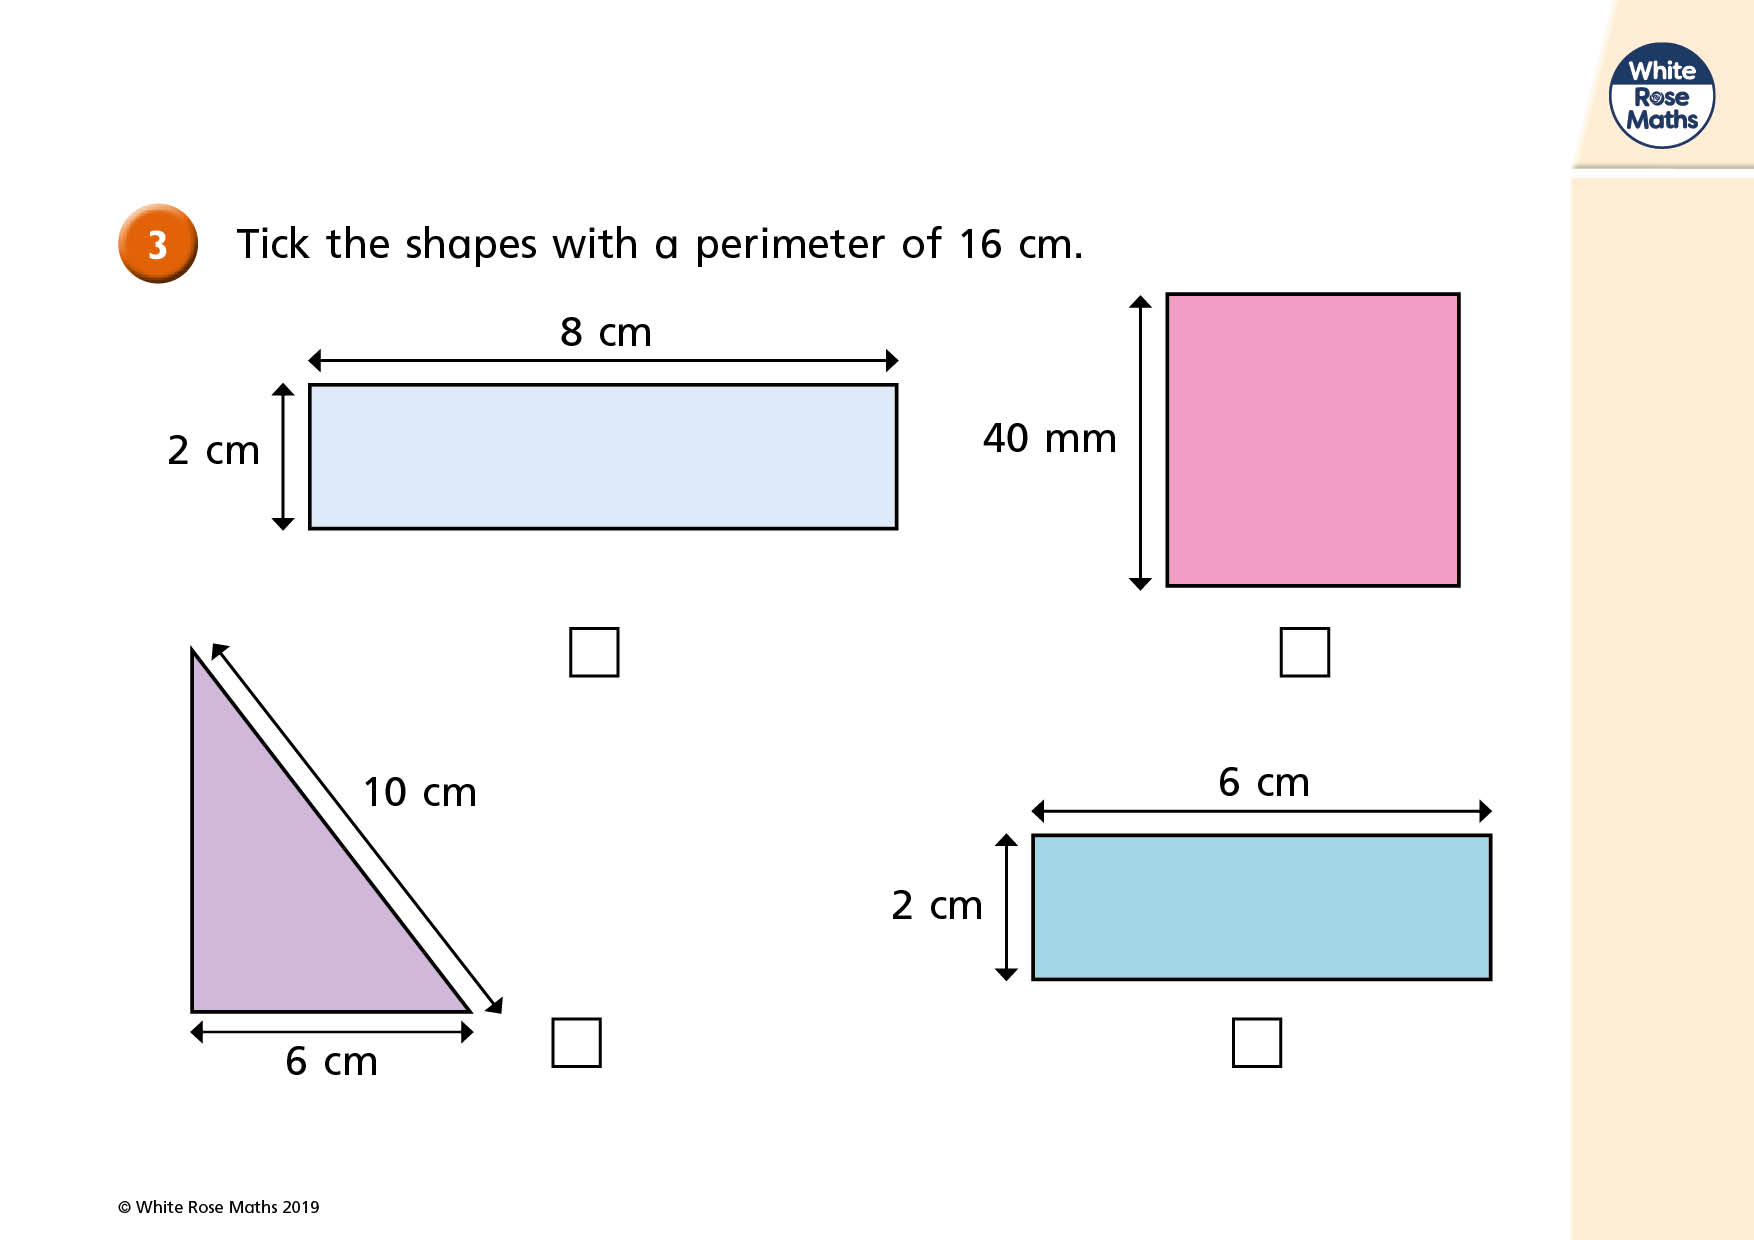 White
Rose
Maths
3 Tick the shapes with a perimeter of 16 cm.
8 cm
2 cm
40 mm
10 cm
6 cm
6 cm
2 cm
© White Rose Maths 2019